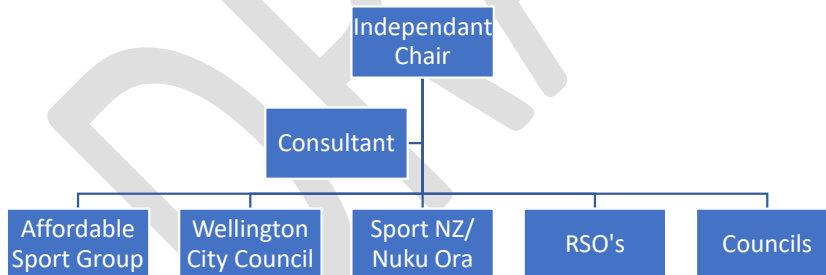 Independant
Chair
Consultant
Affordable
Sport Group
Wellington
City Council
Sport NZ/
Nuku Ora
RSO's
Councils